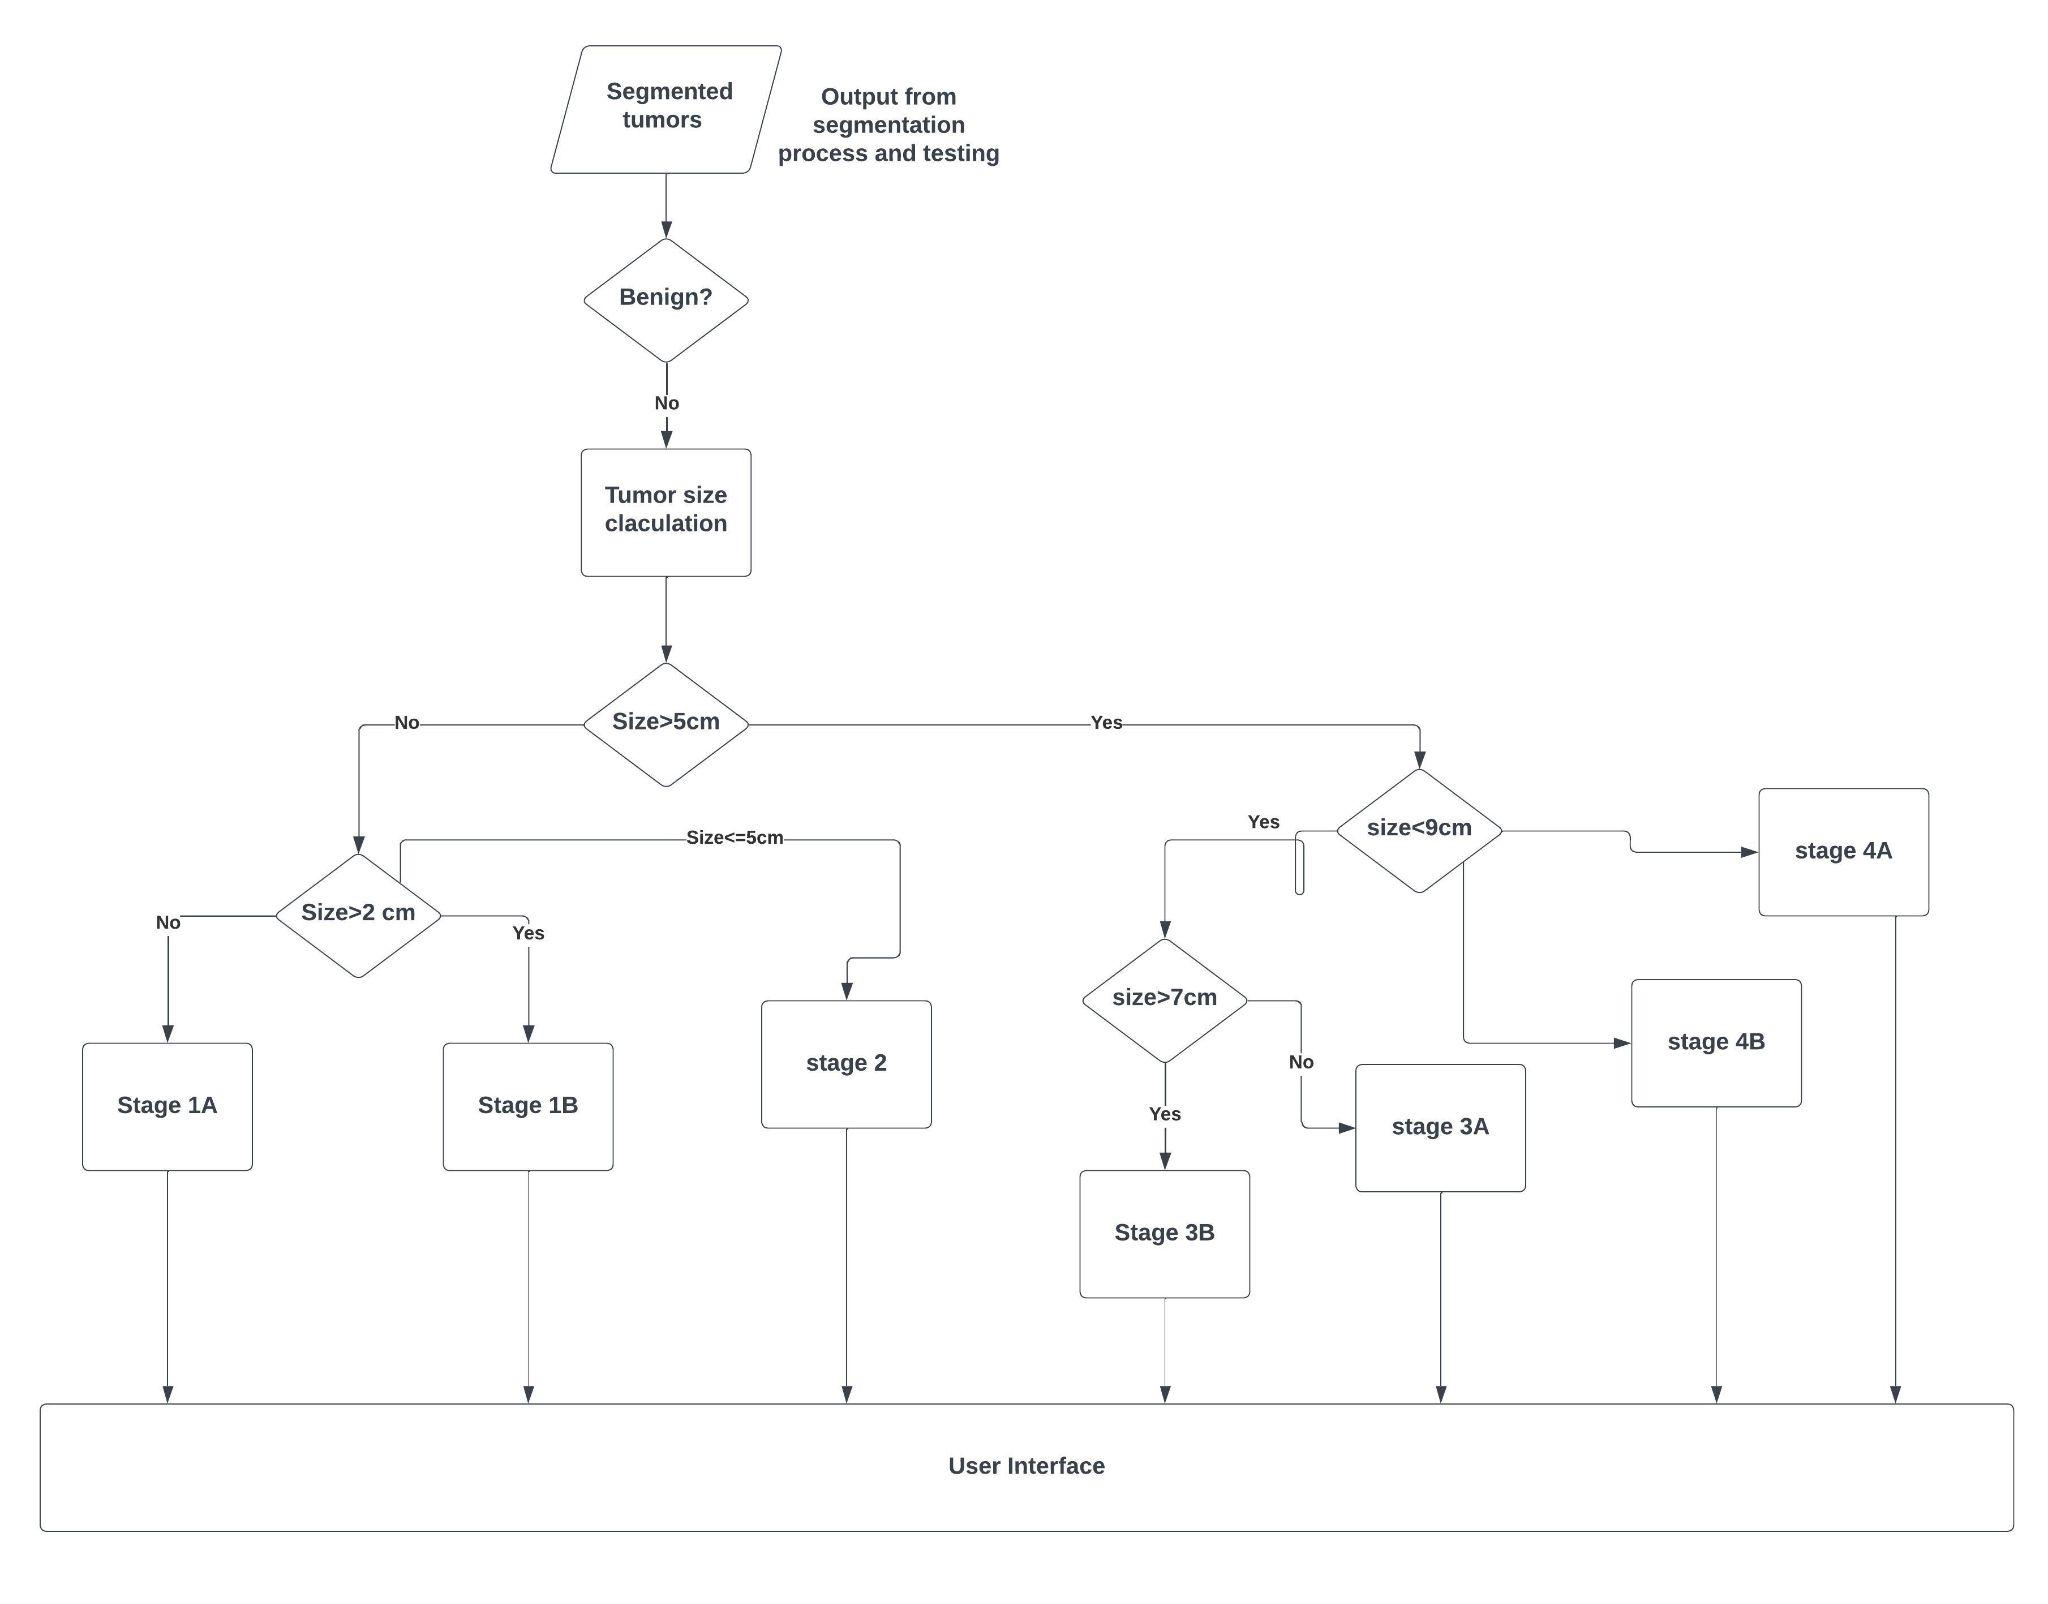 Segmented
tumors
Output from
segmentation
process and testing
Benign?
No
Tumor size
claculation
Size>5cm
No
Yes
Size>2 cm
Size<=5cm
No
Yes
size<9cm
Yes
stage 4A
size>7cm
No
Yes
stage 4B
Stage 1A
Stage 1B
stage 2
stage 3A
Stage 3B
User Interface